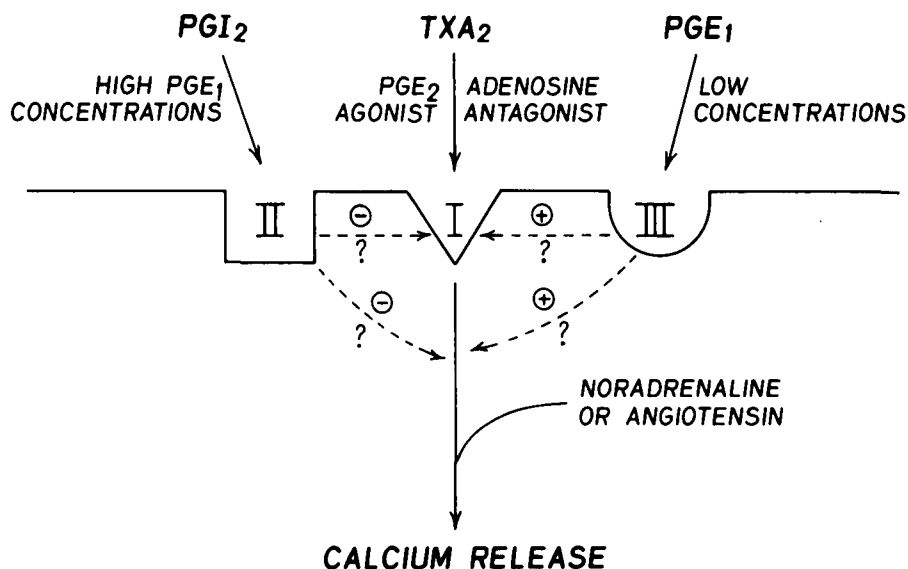 PGI2
TXA2
PGE1
HIGH PGE1
CONCENTRATIONS
PGE2
AGONIST
ADENOSINE
ANTAGONIST
LOW
CONCENTRATIONS
II
⊖
?
I
⊕
?
III
⊖
?
⊕
?
NORADRENALINE
OR ANGIOTENSIN
CALCIUM RELEASE